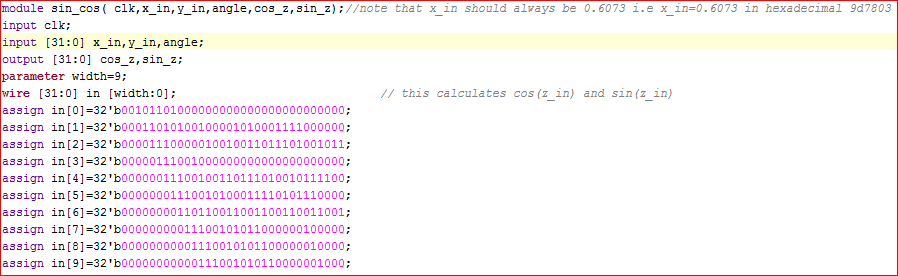 module sin_cos( clk,x_in,y_in,angle,cos_z,sin_z);//note that x_in should always be 0.6073 i.e x_in=0.6073 in hexadecimal 9d7803
input clk;
input [31:0] x_in,y_in,angle;
output [31:0] cos_z,sin_z;
parameter width=9;
wire [31:0] in [width:0]; // this calculates cos(z_in) and sin(z_in)
assign in[0]=32'b00101101000000000000000000000000;
assign in[1]=32'b00011010100100001010001111000000;
assign in[2]=32'b00001110000010010011011101001011;
assign in[3]=32'b00000111001000000000000000000000;
assign in[4]=32'b00000011100100110111010010111100;
assign in[5]=32'b00000001110010100011110101110000;
assign in[6]=32'b00000000110110011001100110011001;
assign in[7]=32'b00000000011100101011000000100000;
assign in[8]=32'b00000000001110010101100000010000;
assign in[9]=32'b00000000000111001010110000001000;